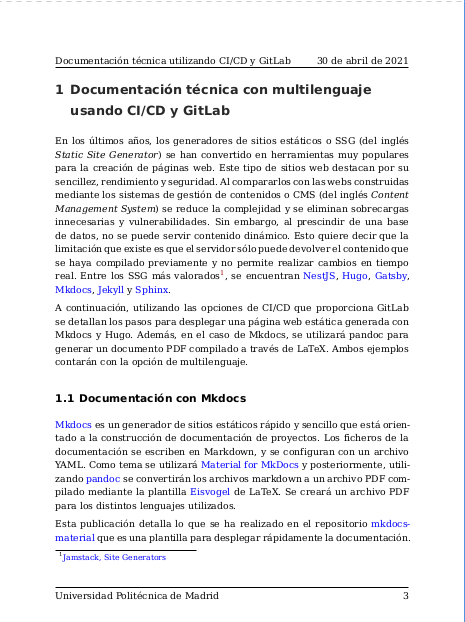 Documentación técnica utilizando CI/CD y GitLab 30 de abril de 2021
1 Documentación técnica con multilenguaje
usando CI/CD y GitLab
En los últimos años, los generadores de sitios estáticos o SSG (del inglés
Static Site Generator) se han convertido en herramientas muy populares
para la creación de páginas web. Este tipo de sitios web destacan por su
sencillez, rendimiento y seguridad. Al compararlos con las webs construidas
mediante los sistemas de gestión de contenidos o CMS (del inglés Content
Management System) se reduce la complejidad y se eliminan sobrecargas
innecesarias y vulnerabilidades. Sin embargo, al prescindir de una base
de datos, no se puede servir contenido dinámico. Esto quiere decir que la
limitación que existe es que el servidor sólo puede devolver el contenido que
se haya compilado previamente y no permite realizar cambios en tiempo
real. Entre los SSG más valorados1, se encuentran NestJS, Hugo, Gatsby,
Mkdocs, Jekyll y Sphinx.
A continuación, utilizando las opciones de CI/CD que proporciona GitLab
se detallan los pasos para desplegar una página web estática generada con
Mkdocs y Hugo. Además, en el caso de Mkdocs, se utilizará pandoc para
generar un documento PDF compilado a través de LaTeX. Ambos ejemplos
contarán con la opción de multilenguaje.
1.1 Documentación con Mkdocs
Mkdocs es un generador de sitios estáticos rápido y sencillo que está orien-
tado a la construcción de documentación de proyectos. Los ficheros de la
documentación se escriben en Markdown, y se configuran con un archivo
YAML. Como tema se utilizará Material for MkDocs y posteriormente, utili-
zando pandoc se convertirán los archivos markdown a un archivo PDF com-
pilado mediante la plantilla Eisvogel de LaTeX. Se creará un archivo PDF
para los distintos lenguajes utilizados.
Esta publicación detalla lo que se ha realizado en el repositorio mkdocs-
material que es una plantilla para desplegar rápidamente la documentación.
1Jamstack, Site Generators
Universidad Politécnica de Madrid 3